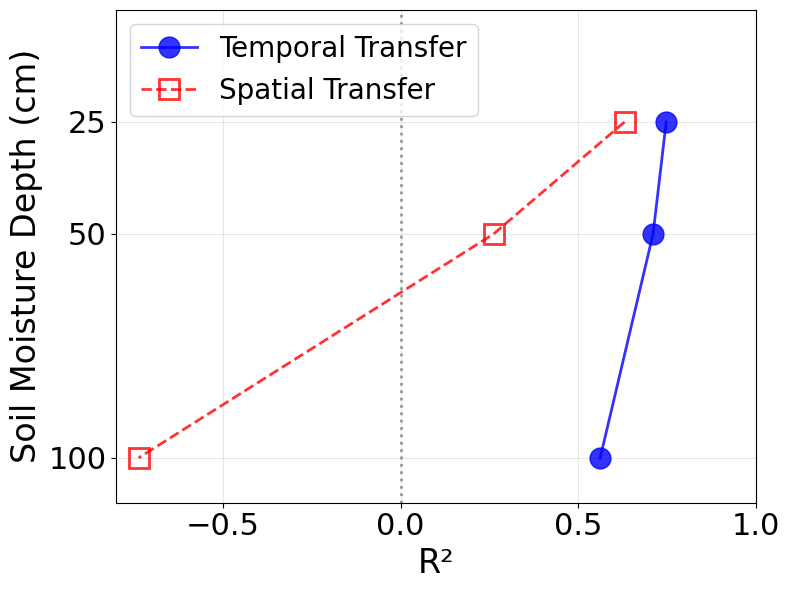 Temporal Transfer
Spatial Transfer
Soil Moisture Depth (cm)
25
50
100
−0.5
0.0
0.5
1.0
R²